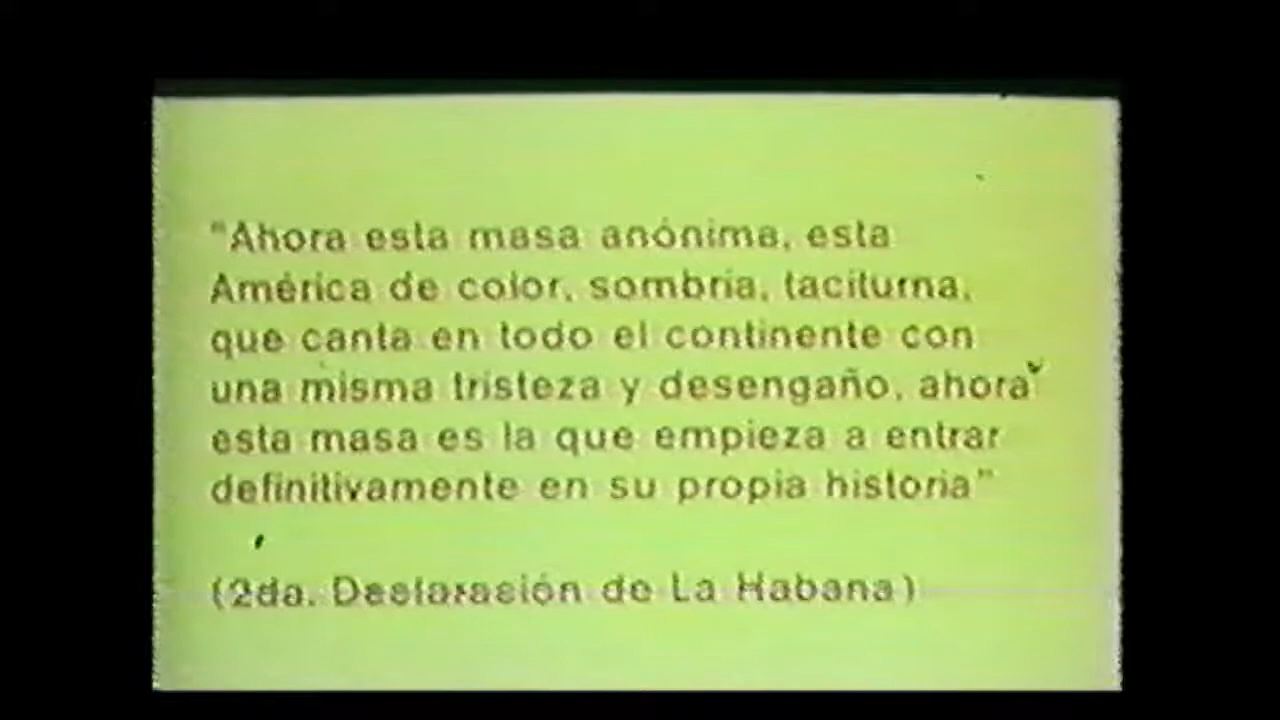 "Ahora esta masa anónima, esta
América de color, sombría, taciturna,
que canta en todo el continente con
una misma tristeza y desengaño, ahora
esta masa es la que empieza a entrar
definitivamente en su propia historia"
(2da. Declaración de La Habana)